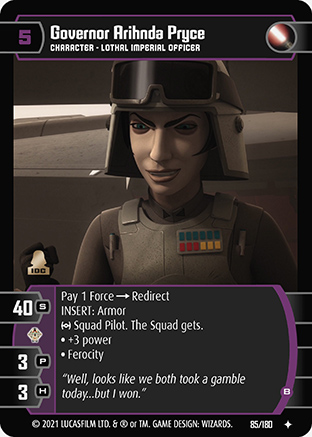 5
Governor Arihnda Pryce
CHARACTER - LOTHAL IMPERIAL OFFICER
IDC
40 S
3 P
3 H
Pay 1 Force → Redirect
INSERT: Armor
Squad Pilot. The Squad gets.
• +3 power
• Ferocity
“Well, looks like we both took a gamble
today...but I won.”
B
© 2021 LUCASFILM LTD. & ® or TM. GAME DESIGN: WIZARDS. 85/180